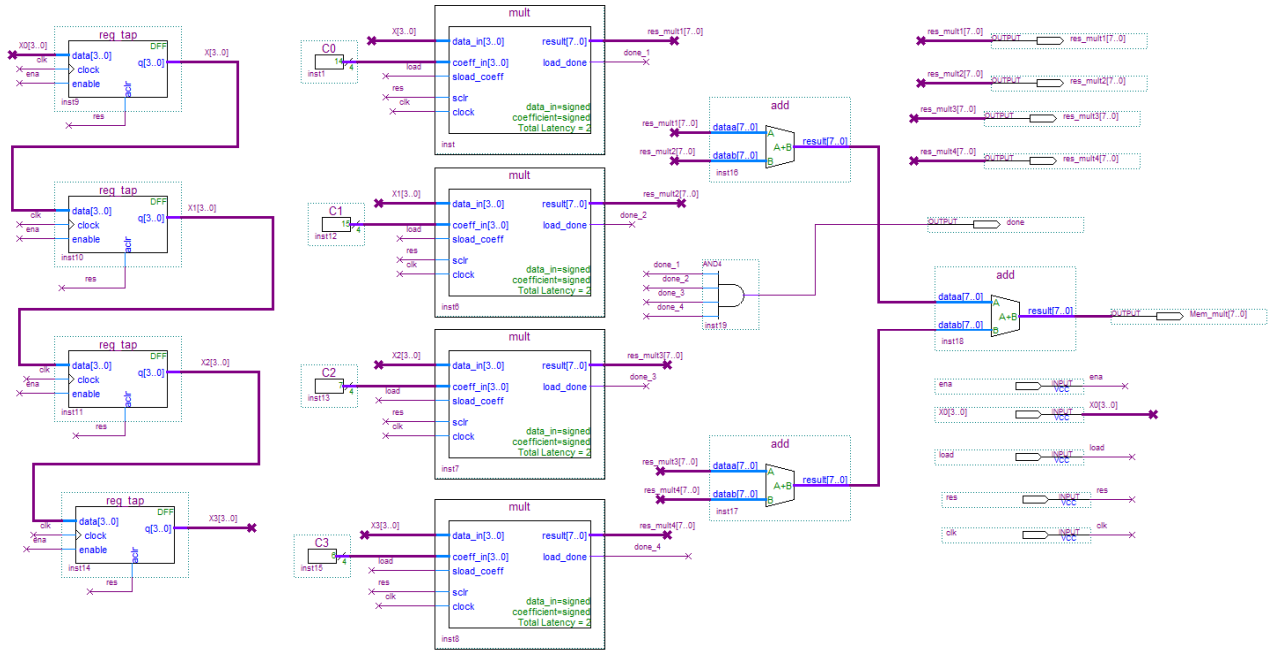 reg_tap
X0[3..0]
clk
ena
data[3..0]
clock
enable
DFF
q[3..0]
aclr
inst9
X[3..0]
res
reg_tap
clk
ena
data[3..0]
clock
enable
DFF
q[3..0]
aclr
inst10
X1[3..0]
res
reg_tap
clk
ena
data[3..0]
clock
enable
DFF
q[3..0]
aclr
inst11
X2[3..0]
res
reg_tap
clk
ena
data[3..0]
clock
enable
DFF
q[3..0]
aclr
inst14
X3[3..0]
res
mult
X[3..0]
C0
14
4
inst1
load
res
clk
data_in[3..0]
coeff_in[3..0]
sload_coeff
sclr
clock
result[7..0]
load_done
data_in=signed
coefficient=signed
Total Latency = 2
inst
res_mult1[7..0]
done_1
mult
X1[3..0]
C1
15
4
inst12
load
res
clk
data_in[3..0]
coeff_in[3..0]
sload_coeff
sclr
clock
result[7..0]
load_done
data_in=signed
coefficient=signed
Total Latency = 2
inst6
res_mult2[7..0]
done_2
mult
X2[3..0]
C2
7
4
inst13
load
res
clk
data_in[3..0]
coeff_in[3..0]
sload_coeff
sclr
clock
result[7..0]
load_done
data_in=signed
coefficient=signed
Total Latency = 2
inst7
res_mult3[7..0]
done_3
mult
X3[3..0]
C3
6
4
inst15
load
res
clk
data_in[3..0]
coeff_in[3..0]
sload_coeff
sclr
clock
result[7..0]
load_done
data_in=signed
coefficient=signed
Total Latency = 2
inst8
res_mult4[7..0]
done_4
add
res_mult1[7..0]
res_mult2[7..0]
dataa[7..0]
datab[7..0]
A
A+B
B
result[7..0]
inst16
done_1
done_2
done_3
done_4
AND4
inst19
add
res_mult3[7..0]
res_mult4[7..0]
dataa[7..0]
datab[7..0]
A
A+B
B
result[7..0]
inst17
res_mult1[7..0]
OUTPUT
res_mult1[7..0]
res_mult2[7..0]
OUTPUT
res_mult2[7..0]
res_mult3[7..0]
OUTPUT
res_mult3[7..0]
res_mult4[7..0]
OUTPUT
res_mult4[7..0]
OUTPUT
done
add
dataa[7..0]
datab[7..0]
A
A+B
B
result[7..0]
inst18
OUTPUT
Mem_mult[7..0]
ena
INPUT
VCC
ena
X0[3..0]
INPUT
VCC
X0[3..0]
load
INPUT
VCC
load
res
INPUT
VCC
res
clk
INPUT
VCC
clk